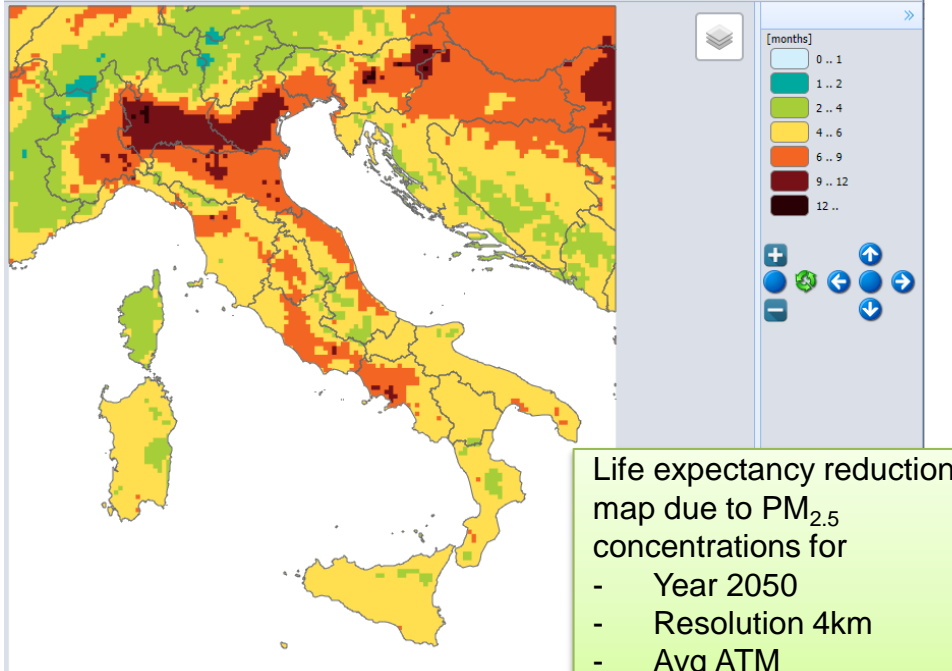 »
[months]
0 .. 1
1 .. 2
2 .. 4
4 .. 6
6 .. 9
9 .. 12
12 ..
Life expectancy reduction
map due to PM2.5
concentrations for
- Year 2050
- Resolution 4km
- Avg ATM